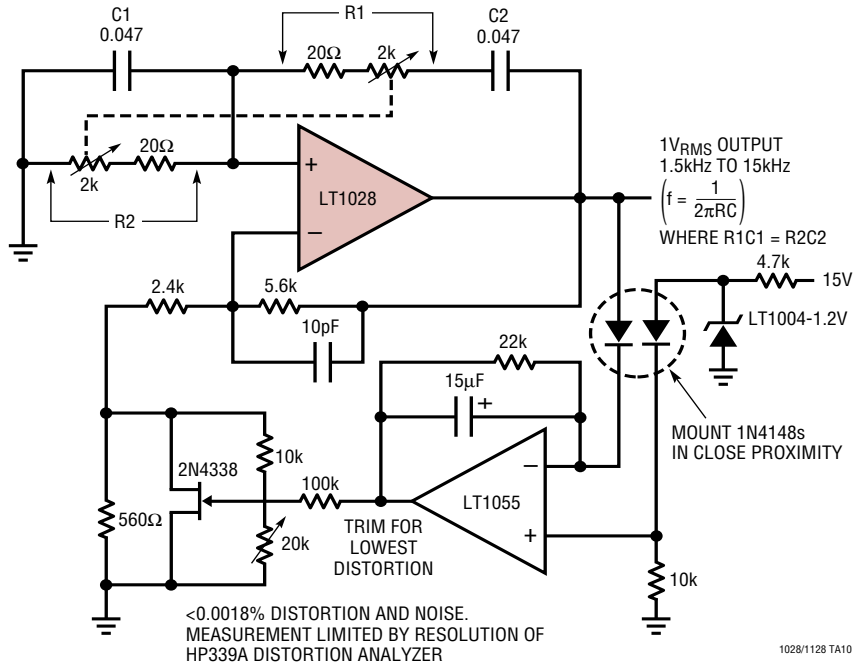 C1
0.047
R1
C2
0.047
20Ω
2k
2k
20Ω
R2
+
–
LT1028
1VRMS OUTPUT
1.5kHz TO 15kHz
(f = 1/2πRC)
WHERE R1C1 = R2C2
4.7k
15V
LT1004-1.2V
2.4k
5.6k
10pF
22k
15µF
+
MOUNT 1N4148s
IN CLOSE PROXIMITY
2N4338
10k
100k
–
+
LT1055
560Ω
20k
TRIM FOR
LOWEST
DISTORTION
10k
<0.0018% DISTORTION AND NOISE.
MEASUREMENT LIMITED BY RESOLUTION OF
HP339A DISTORTION ANALYZER
1028/1128 TA10